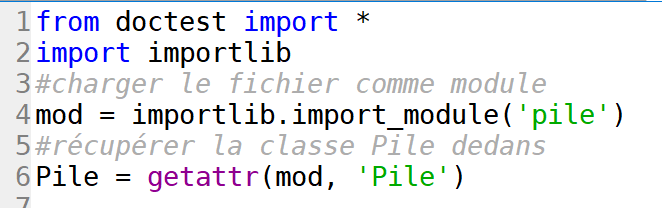 1 from doctest import *
2 import importlib
3 #charger le fichier comme module
4 mod = importlib.import_module('pile')
5 #récupérer la classe Pile dedans
6 Pile = getattr(mod, 'Pile')
7